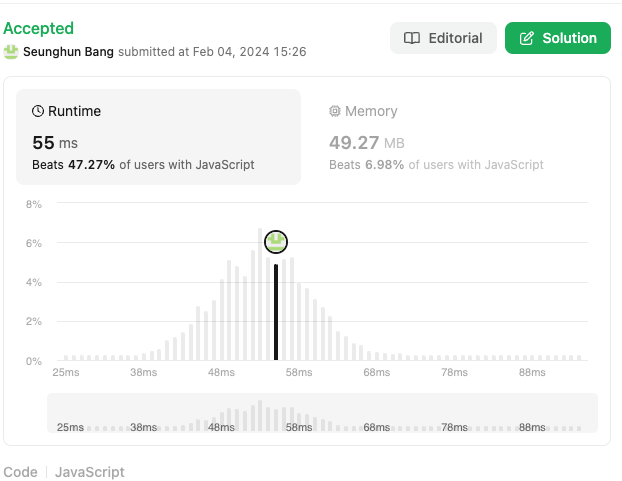 Accepted
Editorial
Solution
Seunghun Bang submitted at Feb 04, 2024 15:26
Runtime
Memory
55 ms
49.27 MB
Beats 47.27% of users with JavaScript
Beats 6.98% of users with JavaScript
8%
6%
4%
2%
0%
25ms 38ms 48ms 58ms 68ms 78ms 88ms
25ms 38ms 48ms 58ms 68ms 78ms 88ms
Code | JavaScript